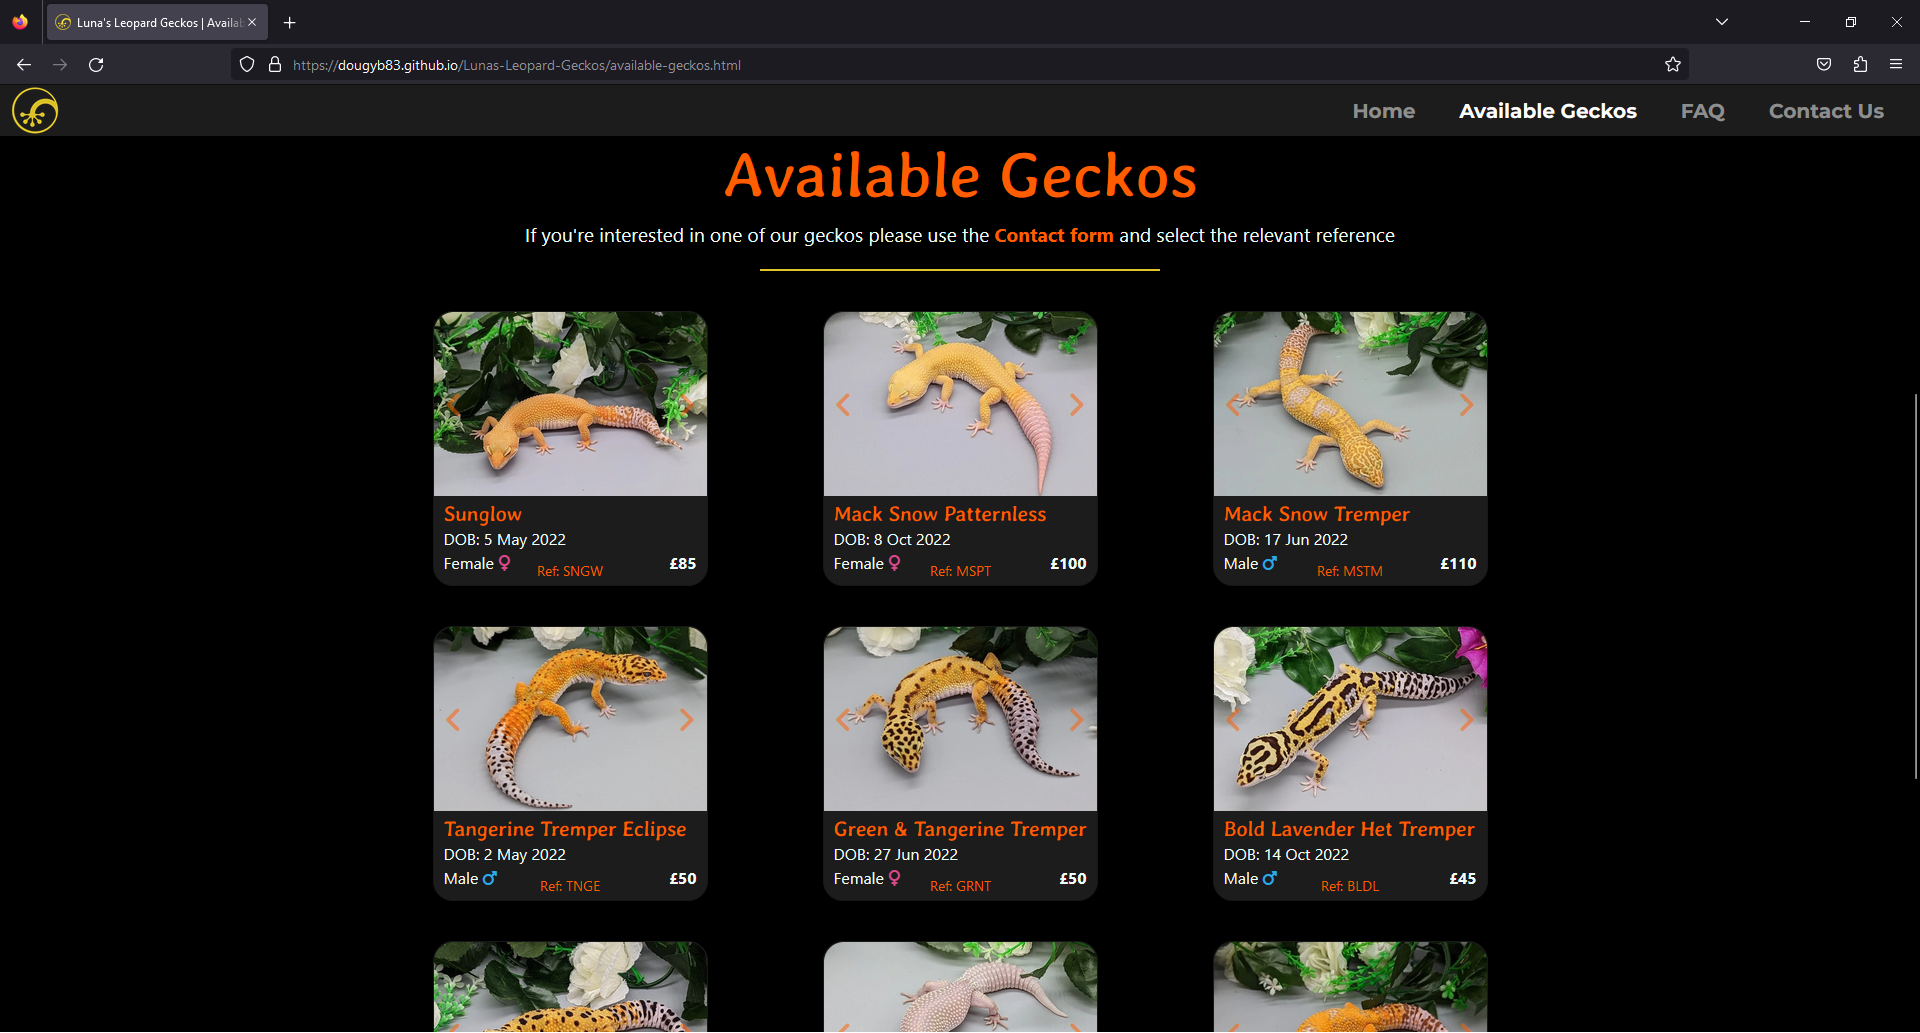 Luna's Leopard Geckos | Availab
https://dougyb83.github.io/Lunas-Leopard-Geckos/available-geckos.html
Home
Available Geckos
FAQ
Contact Us
Available Geckos
If you're interested in one of our geckos please use the Contact form and select the relevant reference
Sunglow
DOB: 5 May 2022
Female ♀ Ref: SNGW £85
Mack Snow Patternless
DOB: 8 Oct 2022
Female ♀ Ref: MSPT £100
Mack Snow Tremper
DOB: 17 Jun 2022
Male ♂ Ref: MSTM £110
Tangerine Tremper Eclipse
DOB: 2 May 2022
Male ♂ Ref: TNGE £50
Green & Tangerine Tremper
DOB: 27 Jun 2022
Female ♀ Ref: GRNT £50
Bold Lavender Het Tremper
DOB: 14 Oct 2022
Male ♂ Ref: BLDL £45